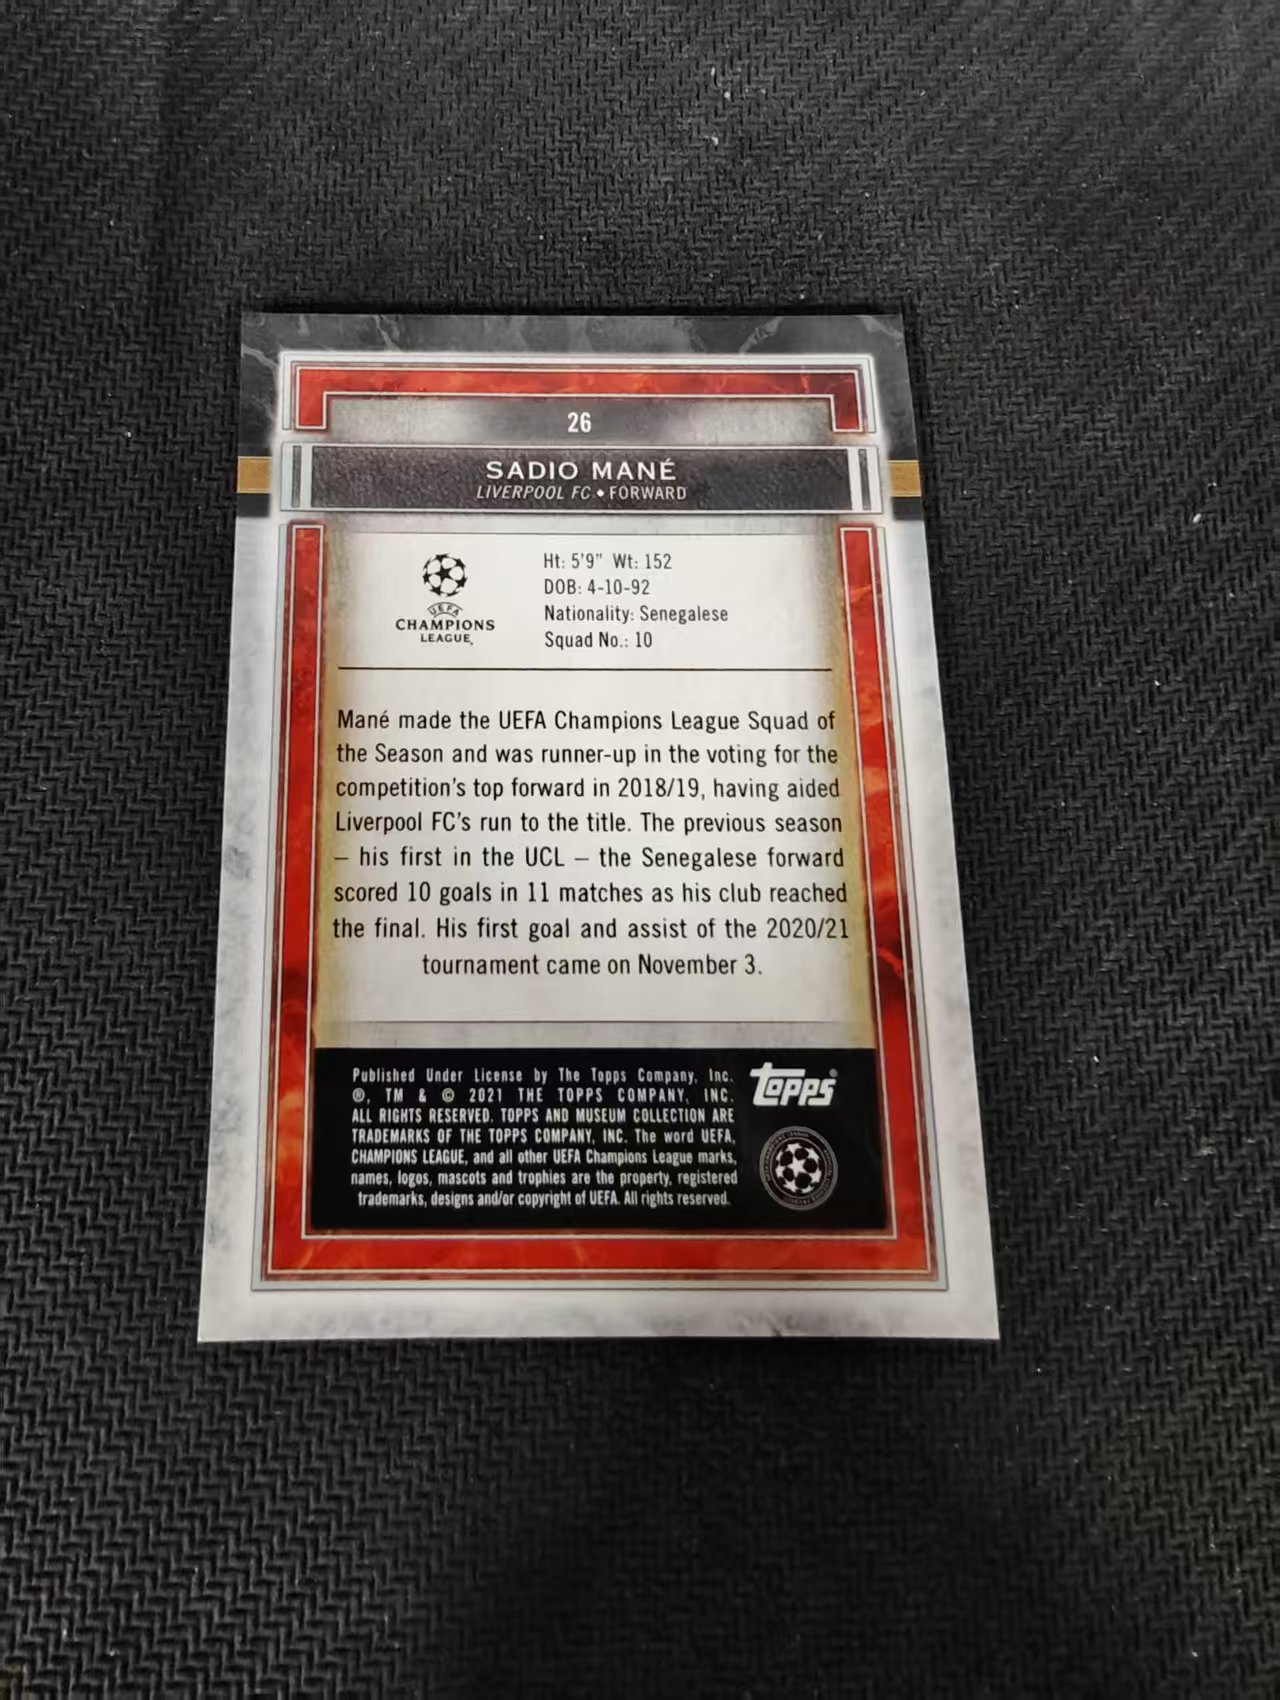 26
SADIO MANÉ
LIVERPOOL FC • FORWARD
UEFA
CHAMPIONS
LEAGUE.
Ht: 5'9" Wt: 152
DOB: 4-10-92
Nationality: Senegalese
Squad No.: 10
Mané made the UEFA Champions League Squad of
the Season and was runner-up in the voting for the
competition's top forward in 2018/19, having aided
Liverpool FC's run to the title. The previous season
– his first in the UCL – the Senegalese forward
scored 10 goals in 11 matches as his club reached
the final. His first goal and assist of the 2020/21
tournament came on November 3.
Published Under License by The Topps Company, Inc.
®, TM & © 2021 THE TOPPS COMPANY, INC.
ALL RIGHTS RESERVED. TOPPS AND MUSEUM COLLECTION ARE
TRADEMARKS OF THE TOPPS COMPANY, INC. The word UEFA,
CHAMPIONS LEAGUE, and all other UEFA Champions League marks,
names, logos, mascots and trophies are the property, registered
trademarks, designs and/or copyright of UEFA. All rights reserved.
Topps®